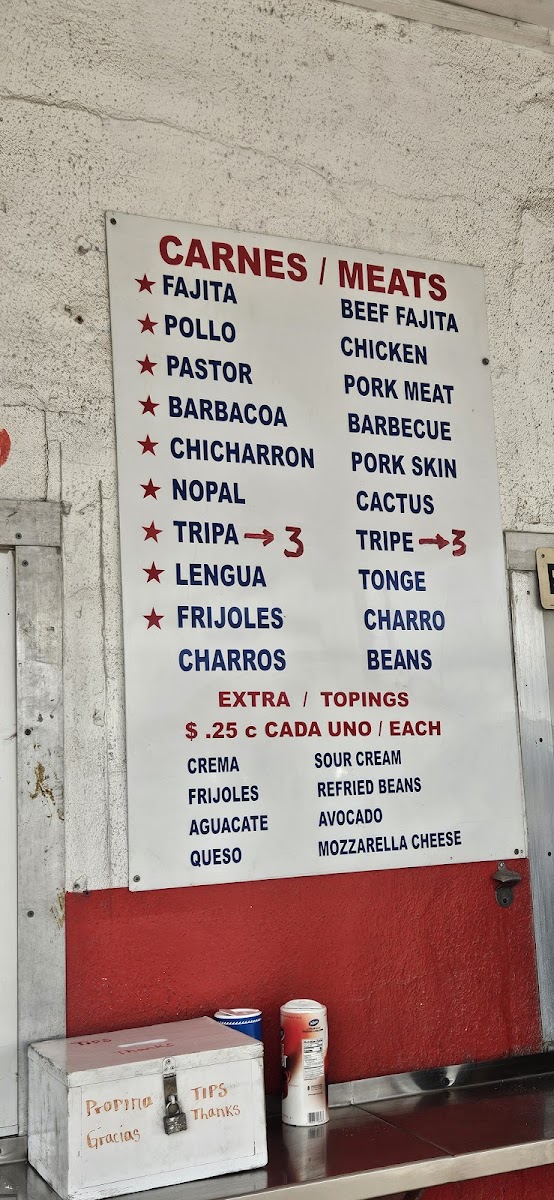 CARNES / MEATS
★ FAJITA BEEF FAJITA
★ POLLO CHICKEN
★ PASTOR PORK MEAT
★ BARBACOA BARBECUE
★ CHICHARRON PORK SKIN
★ NOPAL CACTUS
★ TRIPA → 3 TRIPE → 3
★ LENGUA TONGE
★ FRIJOLES CHARRO
CHARROS BEANS
EXTRA / TOPINGS
$ .25 c CADA UNO / EACH
CREMA SOUR CREAM
FRIJOLES REFRIED BEANS
AGUACATE AVOCADO
QUESO MOZZARELLA CHEESE
TIPS
THANKS
Propina TIPS
Gracias Thanks